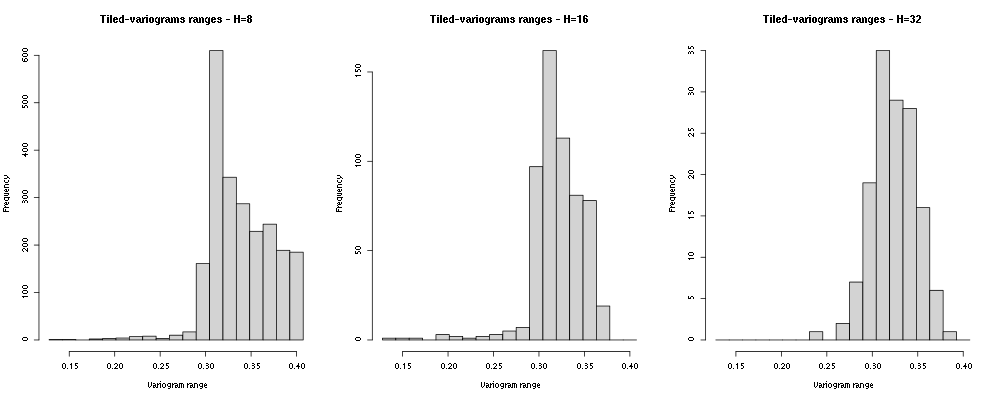 Tiled-variograms ranges - H=8
Frequency
600
500
400
300
200
100
0
0.15 0.20 0.25 0.30 0.35 0.40
Variogram range
Tiled-variograms ranges - H=16
Frequency
150
100
50
0
0.15 0.20 0.25 0.30 0.35 0.40
Variogram range
Tiled-variograms ranges - H=32
Frequency
35
30
25
20
15
10
5
0
0.15 0.20 0.25 0.30 0.35 0.40
Variogram range